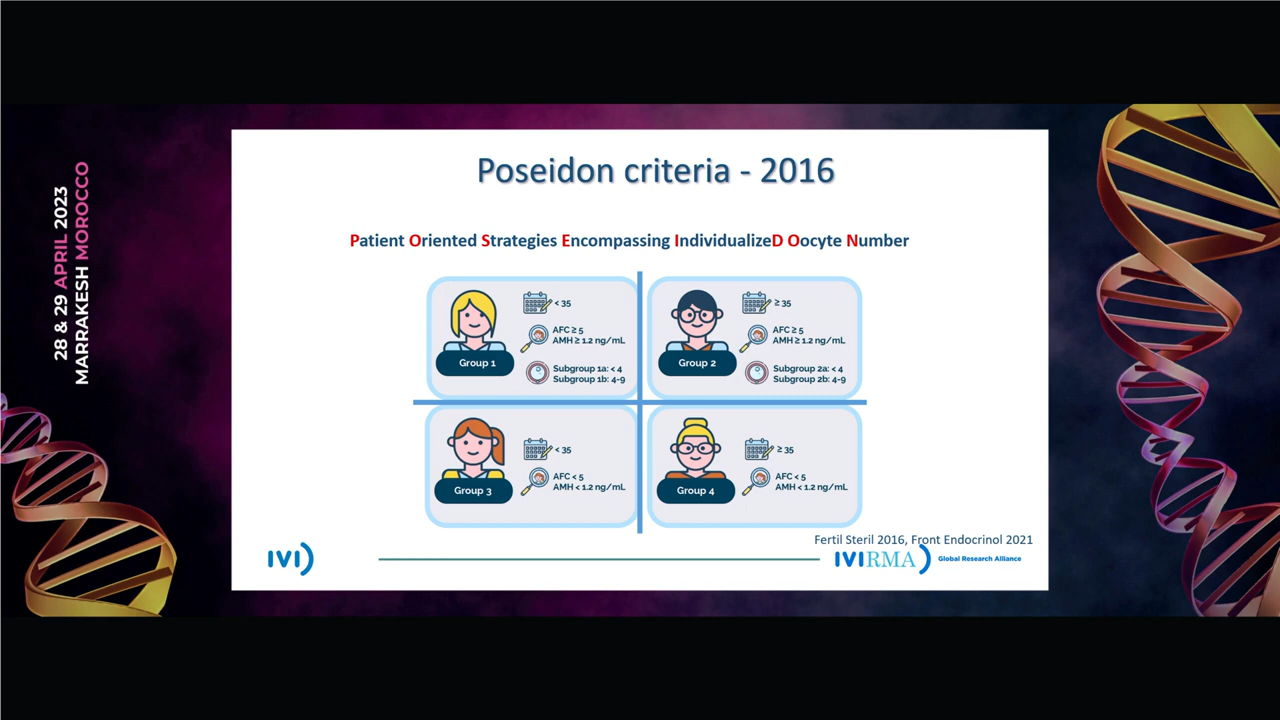 28 & 29 APRIL 2023
MARRAKESH MOROCCO
Poseidon criteria - 2016
Patient Oriented Strategies Encompassing IndividualizeD Oocyte Number
Group 1
< 35
AFC ≥ 5
AMH ≥ 1.2 ng/mL
Subgroup 1a: < 4
Subgroup 1b: 4-9
Group 2
≥ 35
AFC ≥ 5
AMH ≥ 1.2 ng/mL
Subgroup 2a: < 4
Subgroup 2b: 4-9
Group 3
< 35
AFC < 5
AMH < 1.2 ng/mL
Group 4
≥ 35
AFC < 5
AMH < 1.2 ng/mL
Fertil Steril 2016, Front Endocrinol 2021
IVI
IVIRMA Global Research Alliance